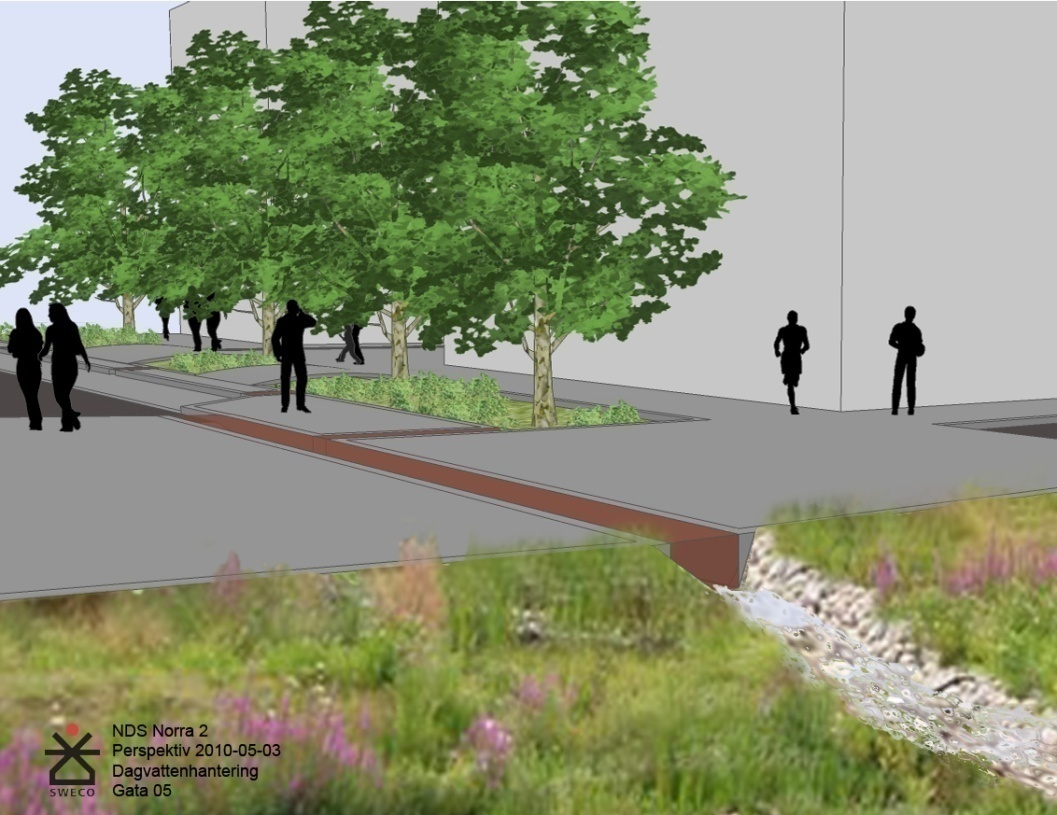 SWECO
NDS Norra 2
Perspektiv 2010-05-03
Dagvattenhantering
Gata 05